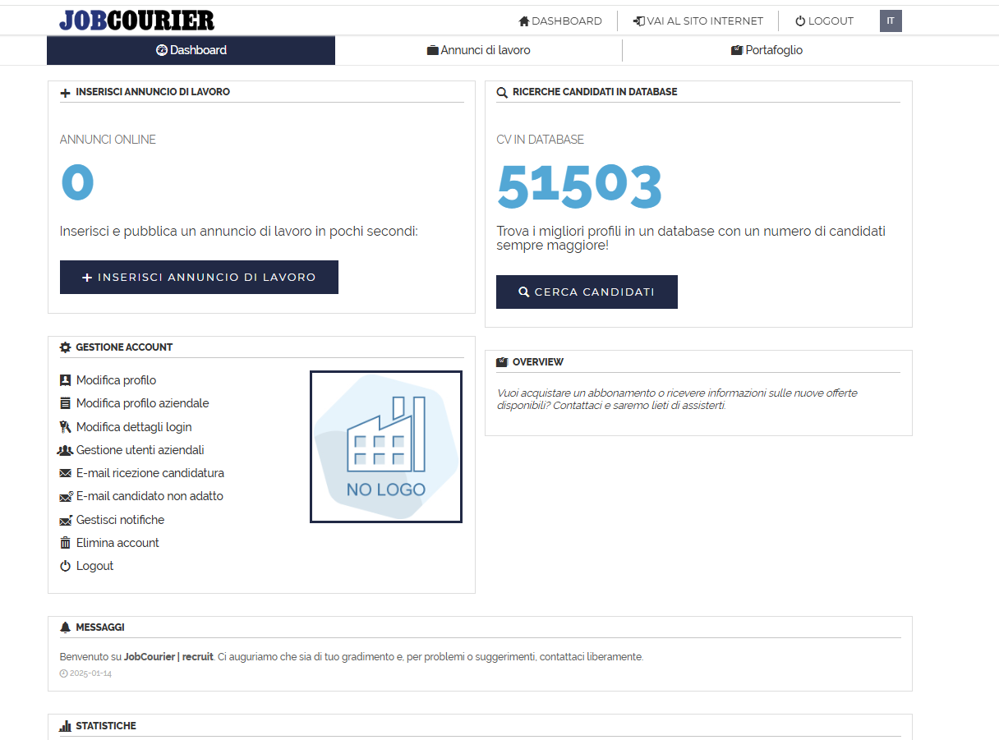 JOBCOURIER
DASHBOARD
VAI AL SITO INTERNET
LOGOUT
IT
Dashboard
Annunci di lavoro
Portafoglio
INSERISCI ANNUNCIO DI LAVORO
ANNUNCI ONLINE
0
Inserisci e pubblica un annuncio di lavoro in pochi secondi:
INSERISCI ANNUNCIO DI LAVORO
RICERCHE CANDIDATI IN DATABASE
CV IN DATABASE
51503
Trova i migliori profili in un database con un numero di candidati
sempre maggiore!
CERCA CANDIDATI
GESTIONE ACCOUNT
Modifica profilo
Modifica profilo aziendale
Modifica dettagli login
Gestione utenti aziendali
E-mail ricezione candidatura
E-mail candidato non adatto
Gestisci notifiche
Elimina account
Logout
NO LOGO
OVERVIEW
Vuoi acquistare un abbonamento o ricevere informazioni sulle nuove offerte
disponibili? Contattaci e saremo lieti di assisterti.
MESSAGGI
Benvenuto su JobCourier | recruit. Ci auguriamo che sia di tuo gradimento e, per problemi o suggerimenti, contattaci liberamente.
2025-01-14
STATISTICHE